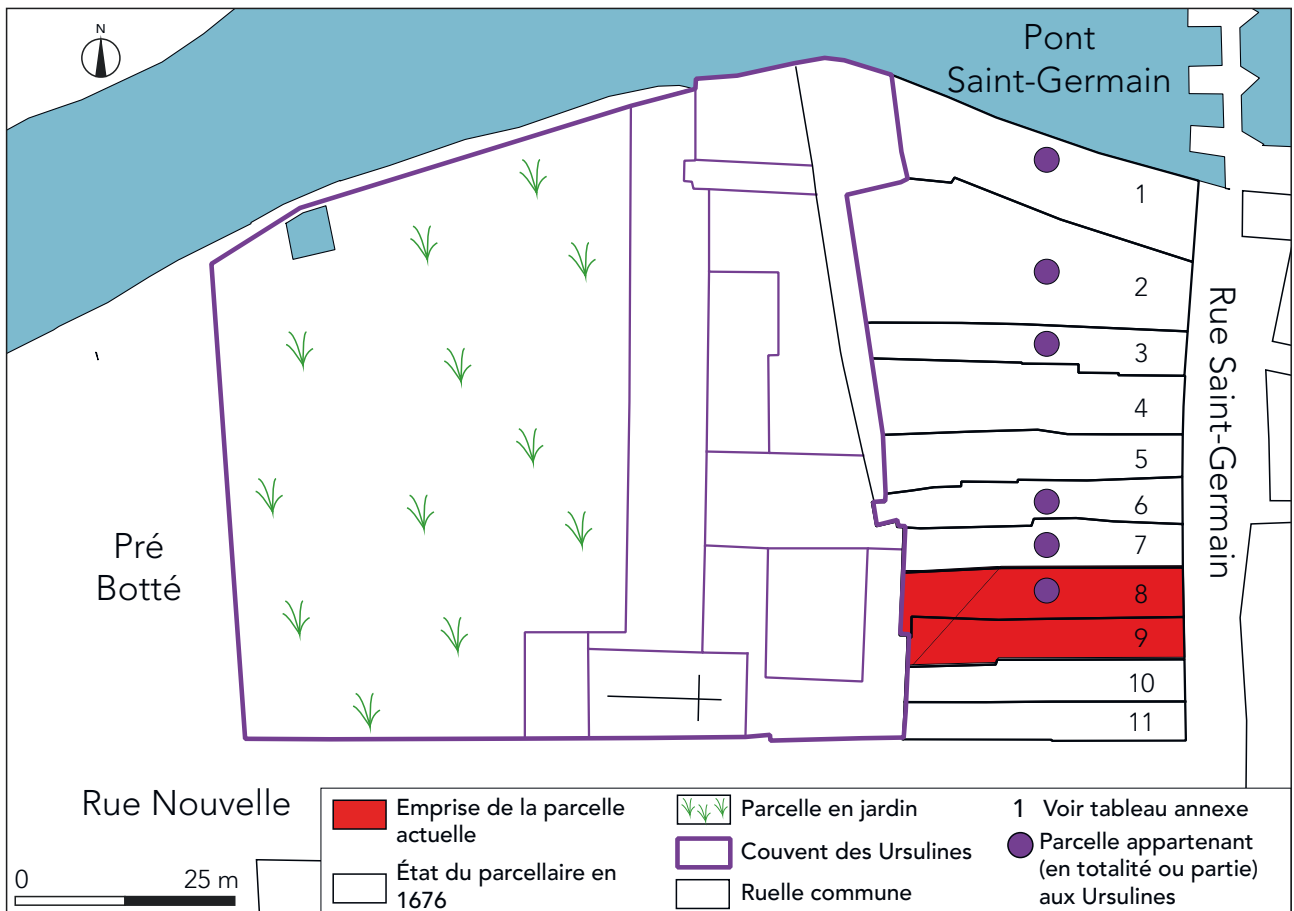 N
Pont
Saint-Germain
1
2
3
4
5
6
7
8
9
10
11
Rue Saint-Germain
Pré
Botté
Rue Nouvelle
0 25 m
Emprise de la parcelle
actuelle
État du parcellaire en
1676
Parcelle en jardin
Couvent des Ursulines
Ruelle commune
1 Voir tableau annexe
Parcelle appartenant
(en totalité ou partie)
aux Ursulines